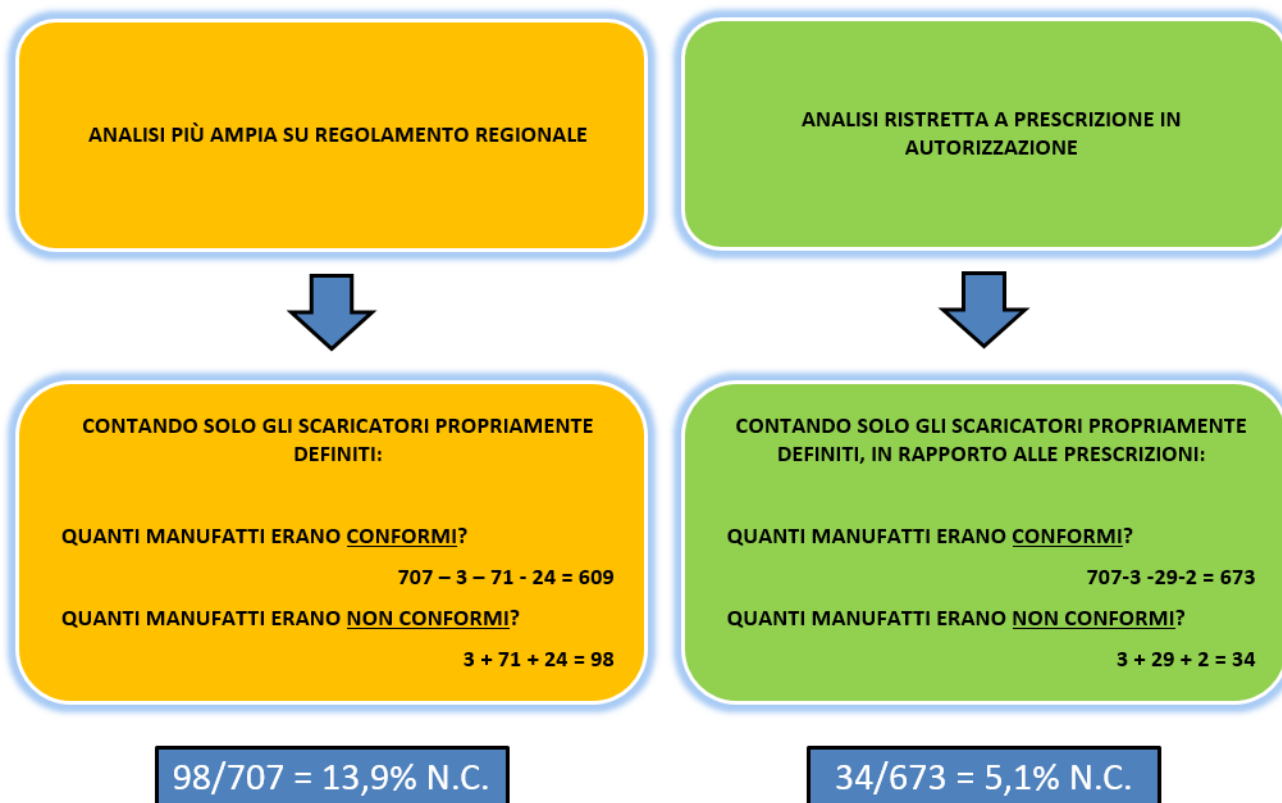 ANALISI PIÙ AMPIA SU REGOLAMENTO REGIONALE
CONTANDO SOLO GLI SCARICATORI PROPRIAMENTE
DEFINITI:
QUANTI MANUFATTI ERANO CONFORMI?
707 – 3 – 71 - 24 = 609
QUANTI MANUFATTI ERANO NON CONFORMI?
3 + 71 + 24 = 98
98/707 = 13,9% N.C.
ANALISI RISTRETTA A PRESCRIZIONE IN
AUTORIZZAZIONE
CONTANDO SOLO GLI SCARICATORI PROPRIAMENTE
DEFINITI, IN RAPPORTO ALLE PRESCRIZIONI:
QUANTI MANUFATTI ERANO CONFORMI?
707-3 -29-2 = 673
QUANTI MANUFATTI ERANO NON CONFORMI?
3 + 29 + 2 = 34
34/673 = 5,1% N.C.